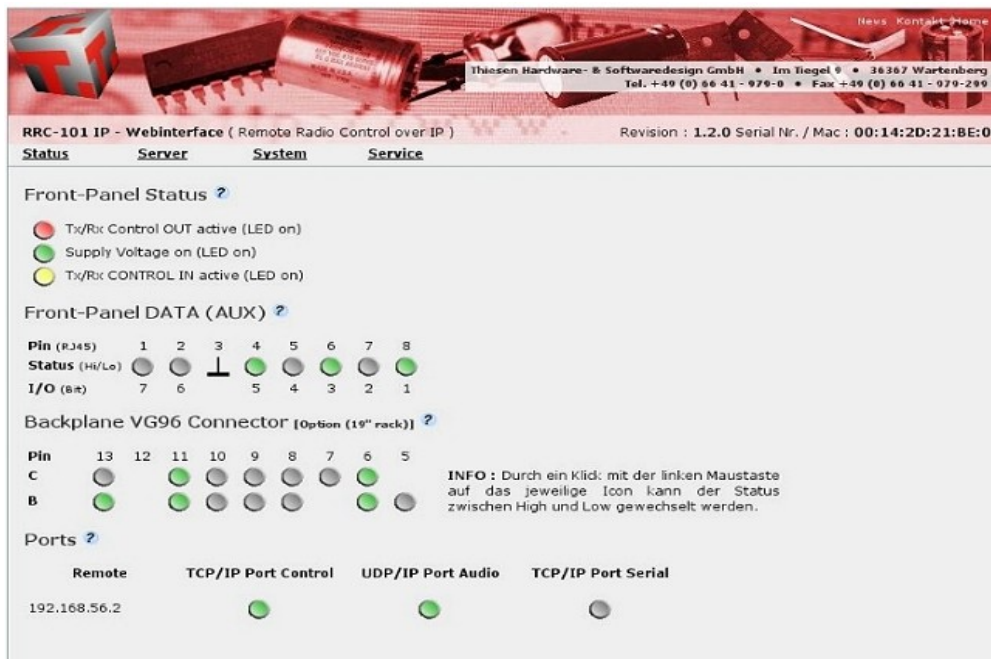 News Kontakt Home
Thiesen Hardware- & Softwaredesign GmbH • Im Tiegel 9 • 36367 Wartenberg
Tel. +49 (0) 66 41 - 979-0 • Fax +49 (0) 66 41 - 979-299
RRC-101 IP - Webinterface ( Remote Radio Control over IP ) Revision : 1.2.0 Serial Nr. / Mac : 00:14:2D:21:BE:0
Status Server System Service
Front-Panel Status ?
Tx/Rx Control OUT active (LED on)
Supply Voltage on (LED on)
Tx/Rx CONTROL IN active (LED on)
Front-Panel DATA (AUX) ?
Pin (RJ45) 1 2 3 4 5 6 7 8
Status (Hi/Lo)
I/O (Bit) 7 6 5 4 3 2 1
Backplane VG96 Connector [Option (19" rack)] ?
Pin 13 12 11 10 9 8 7 6 5
C
B
INFO : Durch ein Klick mit der linken Maustaste
auf das jeweilige Icon kann der Status
zwischen High und Low gewechselt werden.
Ports ?
Remote TCP/IP Port Control UDP/IP Port Audio TCP/IP Port Serial
192.168.56.2